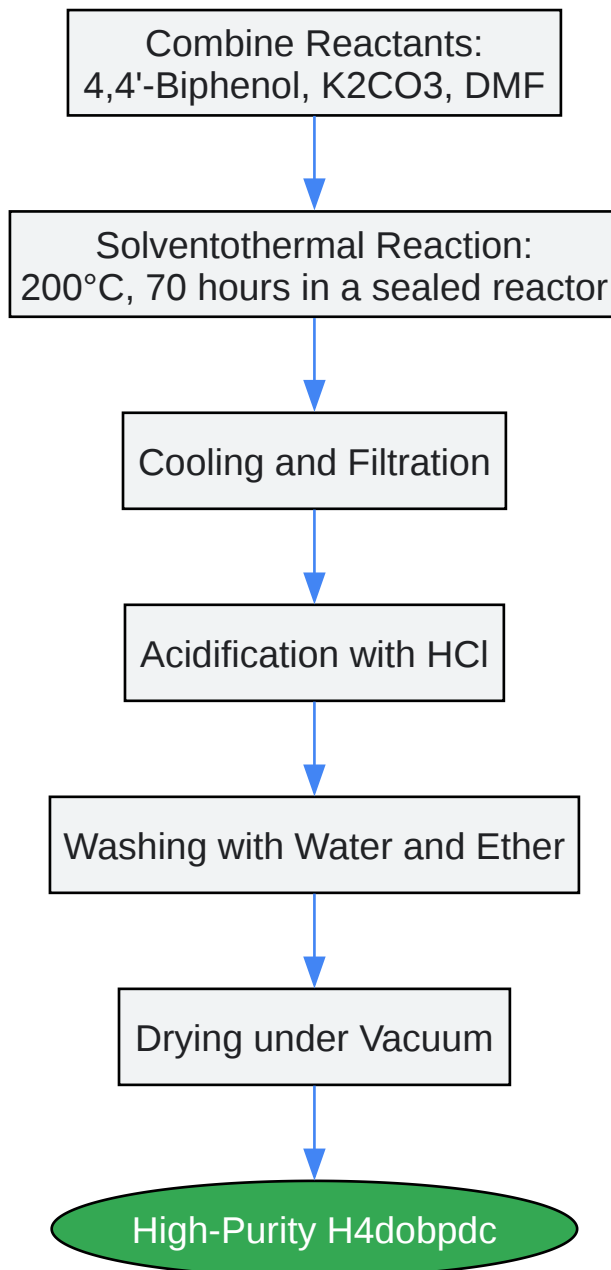 Combine Reactants:
4,4'-Biphenol, K2CO3, DMF
Solventothermal Reaction:
200°C, 70 hours in a sealed reactor
Cooling and Filtration
Acidification with HCl
Washing with Water and Ether
Drying under Vacuum
High-Purity H4dobpdc